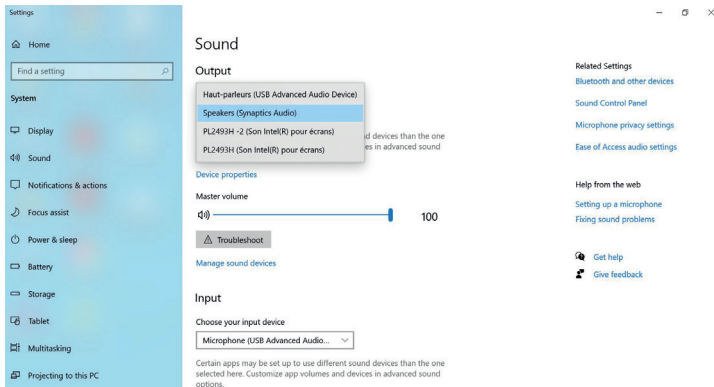 Settings
Home
Find a setting
System
Display
Sound
Notifications & actions
Focus assist
Power & sleep
Battery
Storage
Tablet
Multitasking
Projecting to this PC
Sound
Output
Haut-parleurs (USB Advanced Audio Device)
Speakers (Synaptics Audio)
PL2493H -2 (Son Intel(R) pour écrans)
PL2493H (Son Intel(R) pour écrans)
d devices than the one
es in advanced sound
Device properties
Master volume
100
Troubleshoot
Manage sound devices
Input
Choose your input device
Microphone (USB Advanced Audio...
Certain apps may be set up to use different sound devices than the one
selected here. Customize app volumes and devices in advanced sound
options.
Related Settings
Bluetooth and other devices
Sound Control Panel
Microphone privacy settings
Ease of Access audio settings
Help from the web
Setting up a microphone
Fixing sound problems
Get help
Give feedback